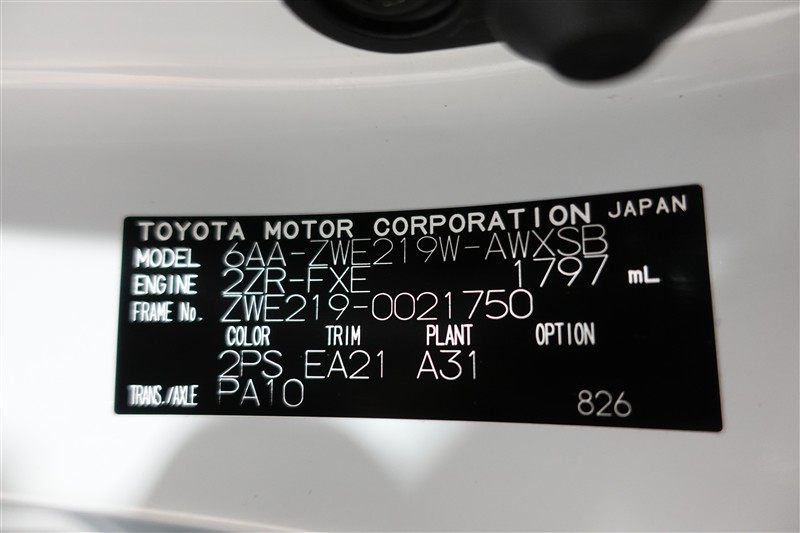 TOYOTA MOTOR CORPORATION JAPAN
MODEL 6AA-ZWE219W-AWXSB
ENGINE 2ZR-FXE 1797 mL
FRAME No. ZWE219-0021750
COLOR TRIM PLANT OPTION
2PS EA21 A31
TRANS./AXLE PA10
826